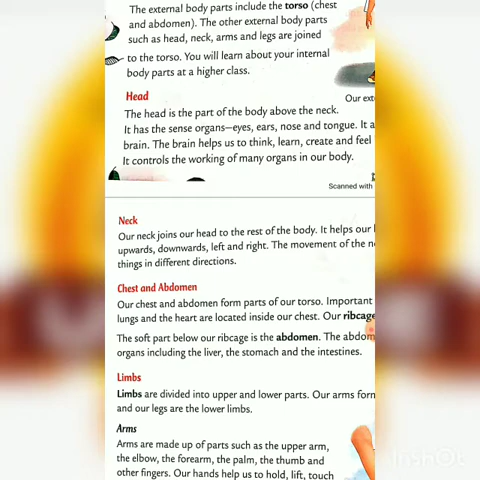 The external body parts include the torso (chest
and abdomen). The other external body parts
such as head, neck, arms and legs are joined
to the torso. You will learn about your internal
body parts at a higher class.
Head
Our ext
The head is the part of the body above the neck.
It has the sense organs—eyes, ears, nose and tongue. It a
brain. The brain helps us to think, learn, create and feel
It controls the working of many organs in our body.
Scanned with
Neck
Our neck joins our head to the rest of the body. It helps our
upwards, downwards, left and right. The movement of the n
things in different directions.
Chest and Abdomen
Our chest and abdomen form parts of our torso. Important
lungs and the heart are located inside our chest. Our ribcage
The soft part below our ribcage is the abdomen. The abdom
organs including the liver, the stomach and the intestines.
Limbs
Limbs are divided into upper and lower parts. Our arms form
and our legs are the lower limbs.
Arms
Arms are made up of parts such as the upper arm,
the elbow, the forearm, the palm, the thumb and
other fingers. Our hands help us to hold, lift, touch
InShOt